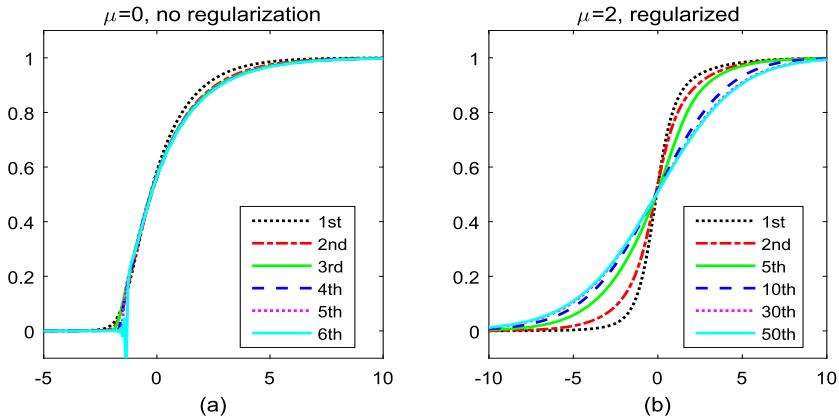 μ=0, no regularization
1
0.8
0.6
0.4
0.2
0
-5
0
5
10
1st
2nd
3rd
4th
5th
6th
(a)
μ=2, regularized
1
0.8
0.6
0.4
0.2
0
-10
-5
0
5
10
1st
2nd
5th
10th
30th
50th
(b)